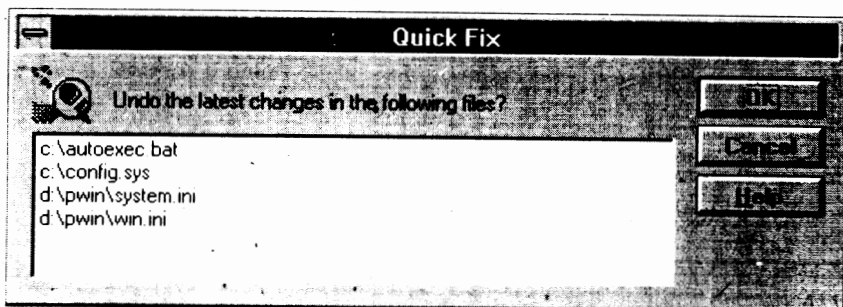 Quick Fix
Undo the latest changes in the following files?
OK
c:\autoexec bat
Cancel
c:\config.sys
Help...
d:\pwin\system.ini
d:\pwin\win.ini